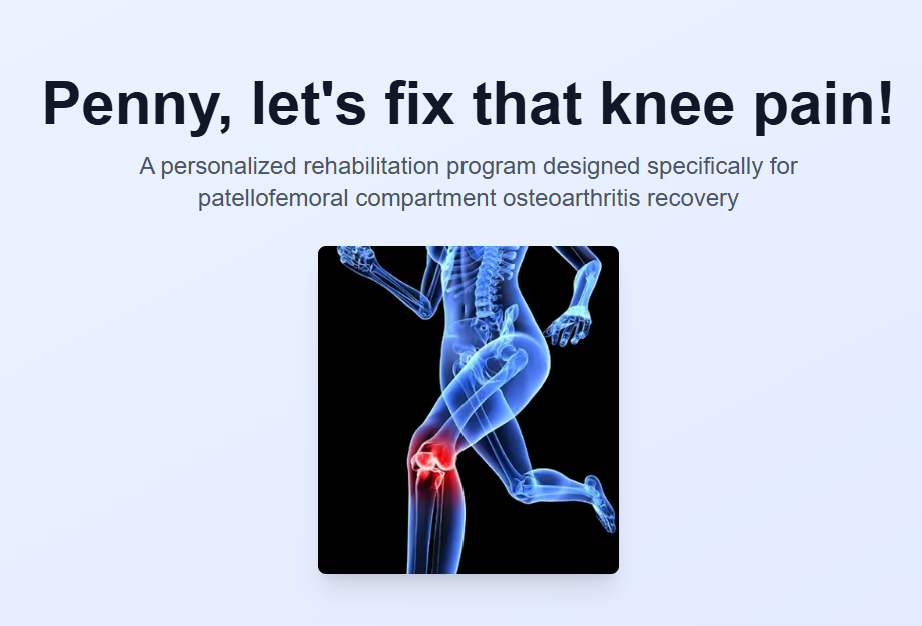 Penny, let's fix that knee pain!
A personalized rehabilitation program designed specifically for
patellofemoral compartment osteoarthritis recovery